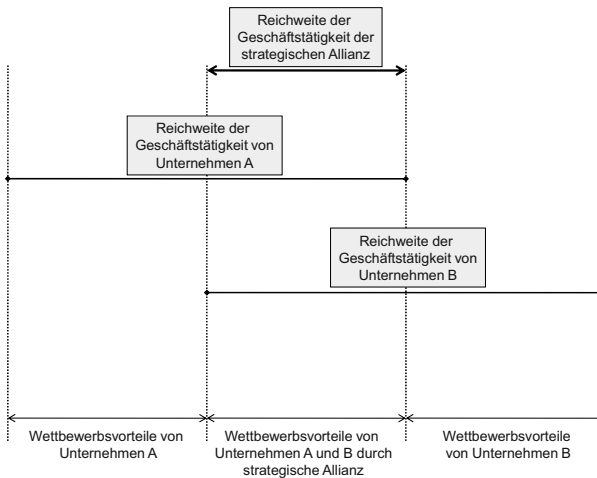 Reichweite der
Geschäftstätigkeit der
strategischen Allianz
Reichweite der
Geschäftstätigkeit von
Unternehmen A
Reichweite der
Geschäftstätigkeit von
Unternehmen B
Wettbewerbsvorteile von
Unternehmen A
Wettbewerbsvorteile von
Unternehmen A und B durch
strategische Allianz
Wettbewerbsvorteile
von Unternehmen B